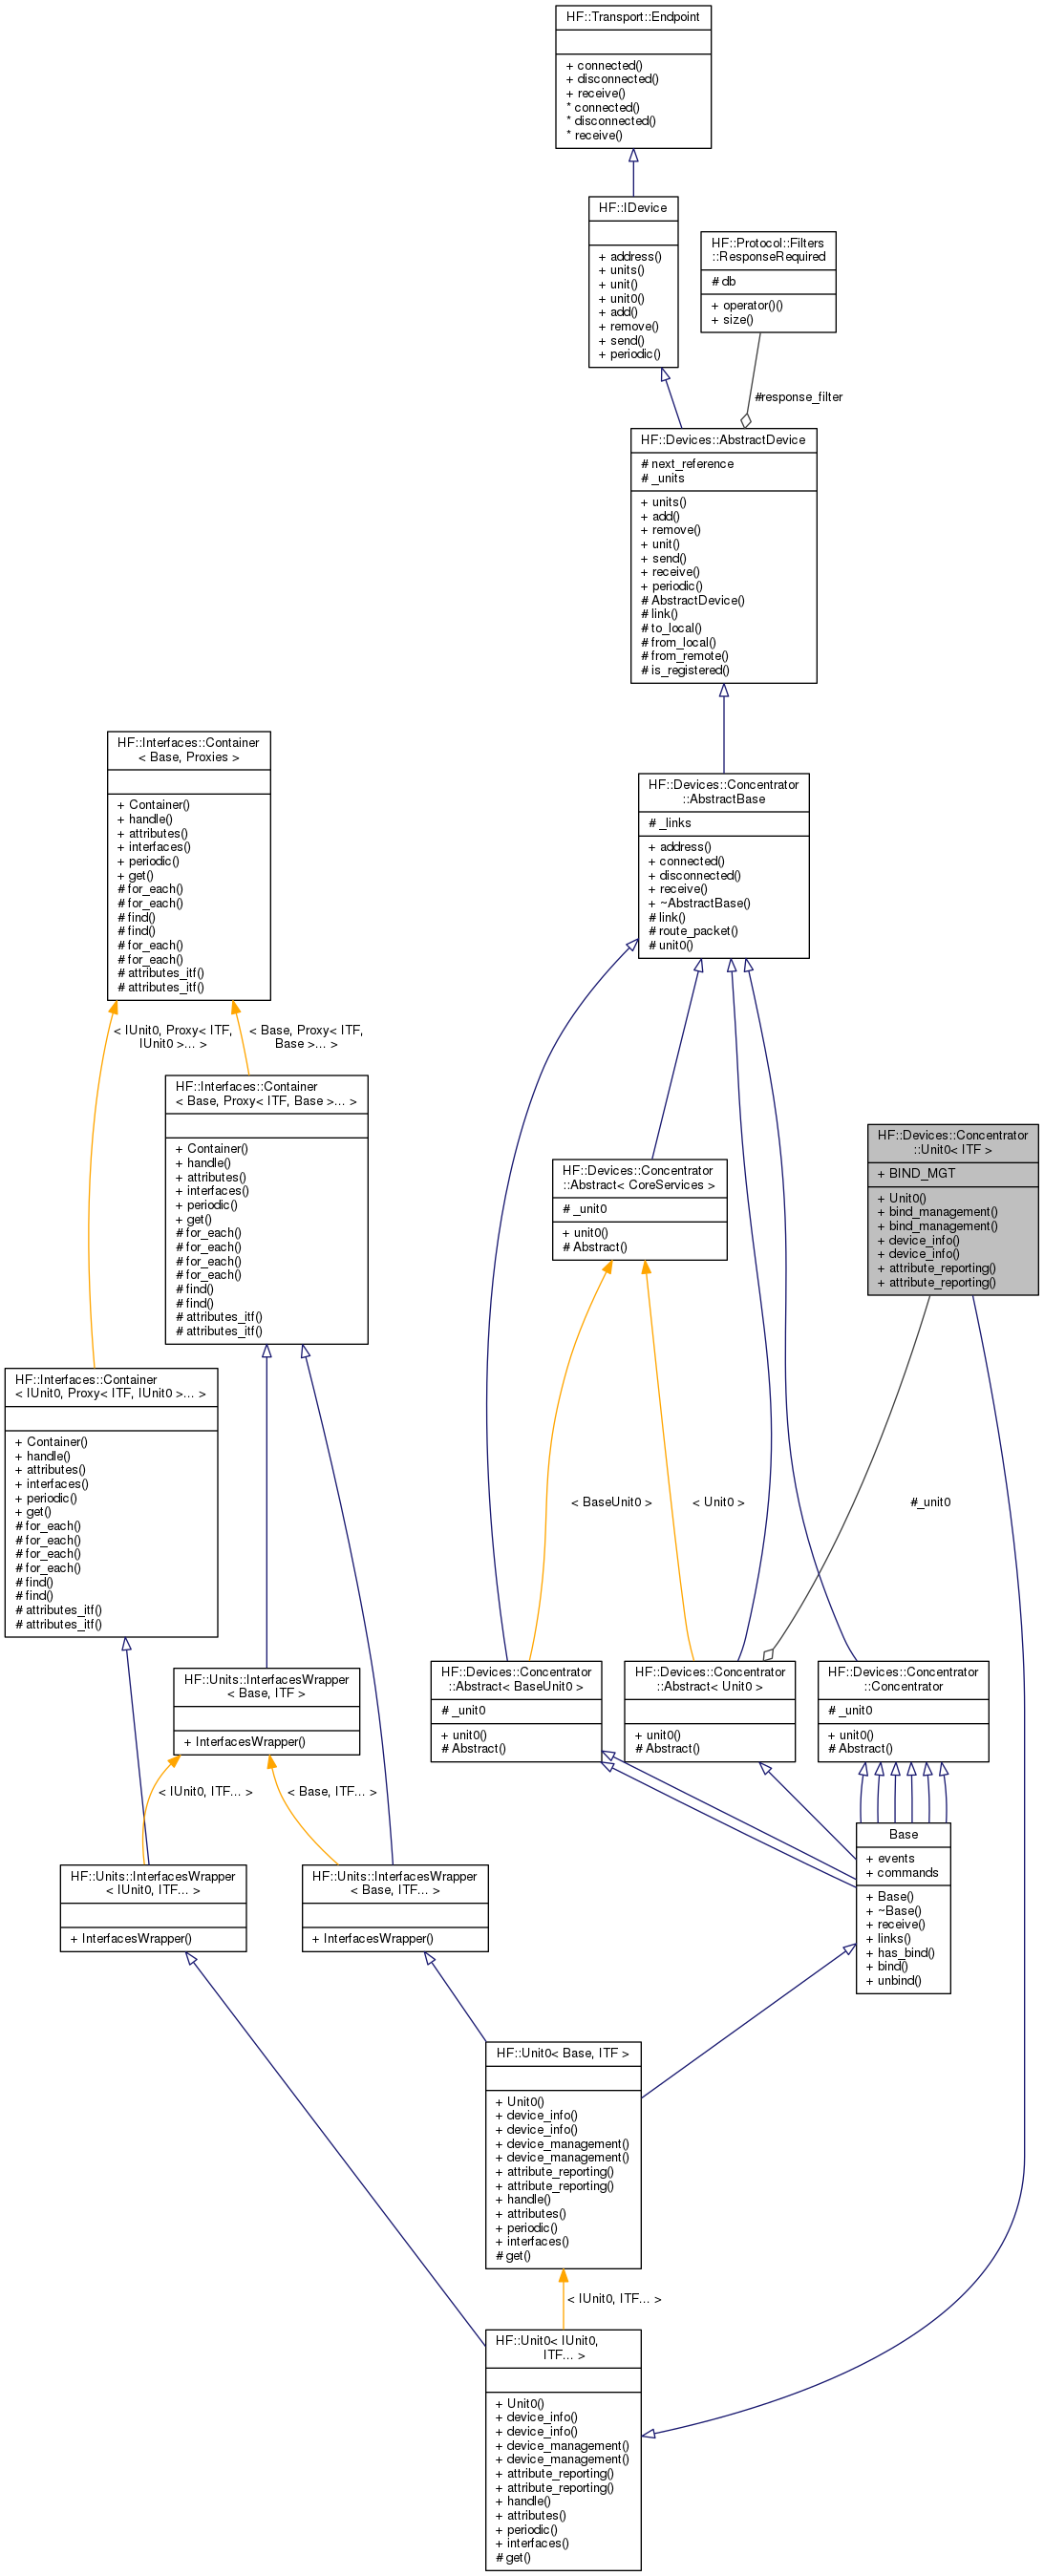 HF::Transport::Endpoint
+ connected()
+ disconnected()
+ receive()
* connected()
* disconnected()
* receive()
HF::IDevice
+ address()
+ units()
+ unit()
+ unit0()
+ add()
+ remove()
+ send()
+ periodic()
HF::Protocol::Filters
::ResponseRequired
# db
+ operator()()
+ size()
#response_filter
HF::Devices::AbstractDevice
# next_reference
# _units
+ units()
+ add()
+ remove()
+ unit()
+ send()
+ receive()
+ periodic()
# AbstractDevice()
# link()
# to_local()
# from_local()
# from_remote()
# is_registered()
HF::Interfaces::Container
< Base, Proxies >
+ Container()
+ handle()
+ attributes()
+ interfaces()
+ periodic()
+ get()
# for_each()
# for_each()
# find()
# find()
# for_each()
# for_each()
# attributes_itf()
# attributes_itf()
HF::Devices::Concentrator
::AbstractBase
# _links
+ address()
+ connected()
+ disconnected()
+ receive()
+ ~AbstractBase()
# link()
# route_packet()
# unit0()
< IUnit0, Proxy< ITF,
IUnit0 >... >
< Base, Proxy< ITF,
Base >... >
HF::Interfaces::Container
< Base, Proxy< ITF, Base >... >
+ Container()
+ handle()
+ attributes()
+ interfaces()
+ periodic()
+ get()
# for_each()
# for_each()
# for_each()
# for_each()
# find()
# find()
# attributes_itf()
# attributes_itf()
HF::Devices::Concentrator
::Abstract< CoreServices >
# _unit0
+ unit0()
# Abstract()
HF::Devices::Concentrator
::Unit0< ITF >
+ BIND_MGT
+ Unit0()
+ bind_management()
+ bind_management()
+ device_info()
+ device_info()
+ attribute_reporting()
+ attribute_reporting()
HF::Interfaces::Container
< IUnit0, Proxy< ITF, IUnit0 >... >
+ Container()
+ handle()
+ attributes()
+ interfaces()
+ periodic()
+ get()
# for_each()
# for_each()
# for_each()
# for_each()
# find()
# find()
# attributes_itf()
# attributes_itf()
< BaseUnit0 >
< Unit0 >
#_unit0
HF::Units::InterfacesWrapper
< Base, ITF >
+ InterfacesWrapper()
HF::Devices::Concentrator
::Abstract< BaseUnit0 >
# _unit0
+ unit0()
# Abstract()
HF::Devices::Concentrator
::Abstract< Unit0 >
+ unit0()
# Abstract()
HF::Devices::Concentrator
::Concentrator
# _unit0
+ unit0()
# Abstract()
< IUnit0, ITF... >
< Base, ITF... >
Base
+ events
+ commands
+ Base()
+ ~Base()
+ receive()
+ links()
+ has_bind()
+ bind()
+ unbind()
HF::Units::InterfacesWrapper
< IUnit0, ITF... >
+ InterfacesWrapper()
HF::Units::InterfacesWrapper
< Base, ITF... >
+ InterfacesWrapper()
HF::Unit0< Base, ITF >
+ Unit0()
+ device_info()
+ device_info()
+ device_management()
+ device_management()
+ attribute_reporting()
+ attribute_reporting()
+ handle()
+ attributes()
+ periodic()
+ interfaces()
# get()
< IUnit0, ITF... >
HF::Unit0< IUnit0,
ITF... >
+ Unit0()
+ device_info()
+ device_info()
+ device_management()
+ device_management()
+ attribute_reporting()
+ attribute_reporting()
+ handle()
+ attributes()
+ periodic()
+ interfaces()
# get()